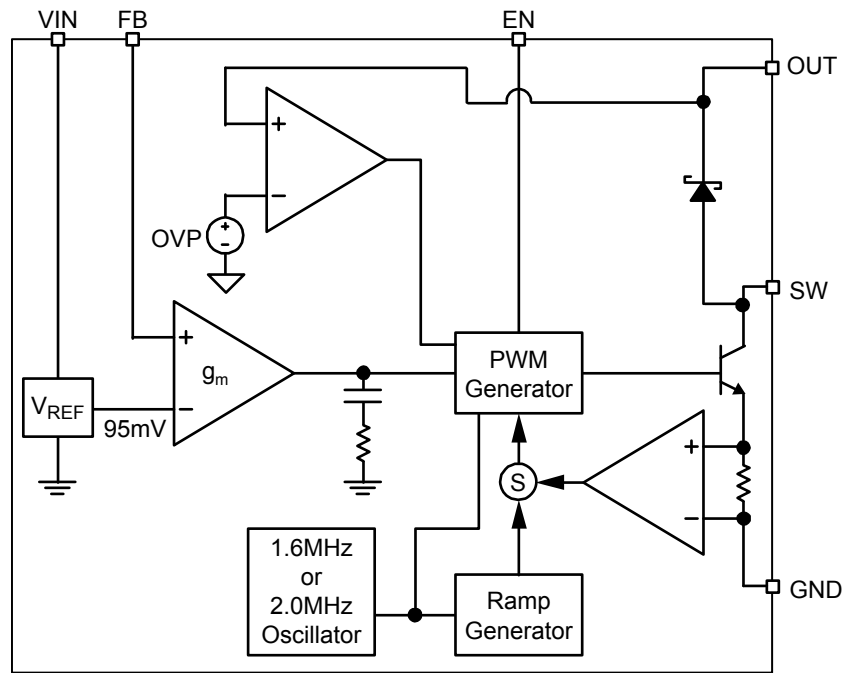 VIN
FB
EN
OUT
+
−
OVP
+
−
SW
+
gm
−
VREF
95mV
PWM
Generator
+
−
S
1.6MHz
or
2.0MHz
Oscillator
Ramp
Generator
GND